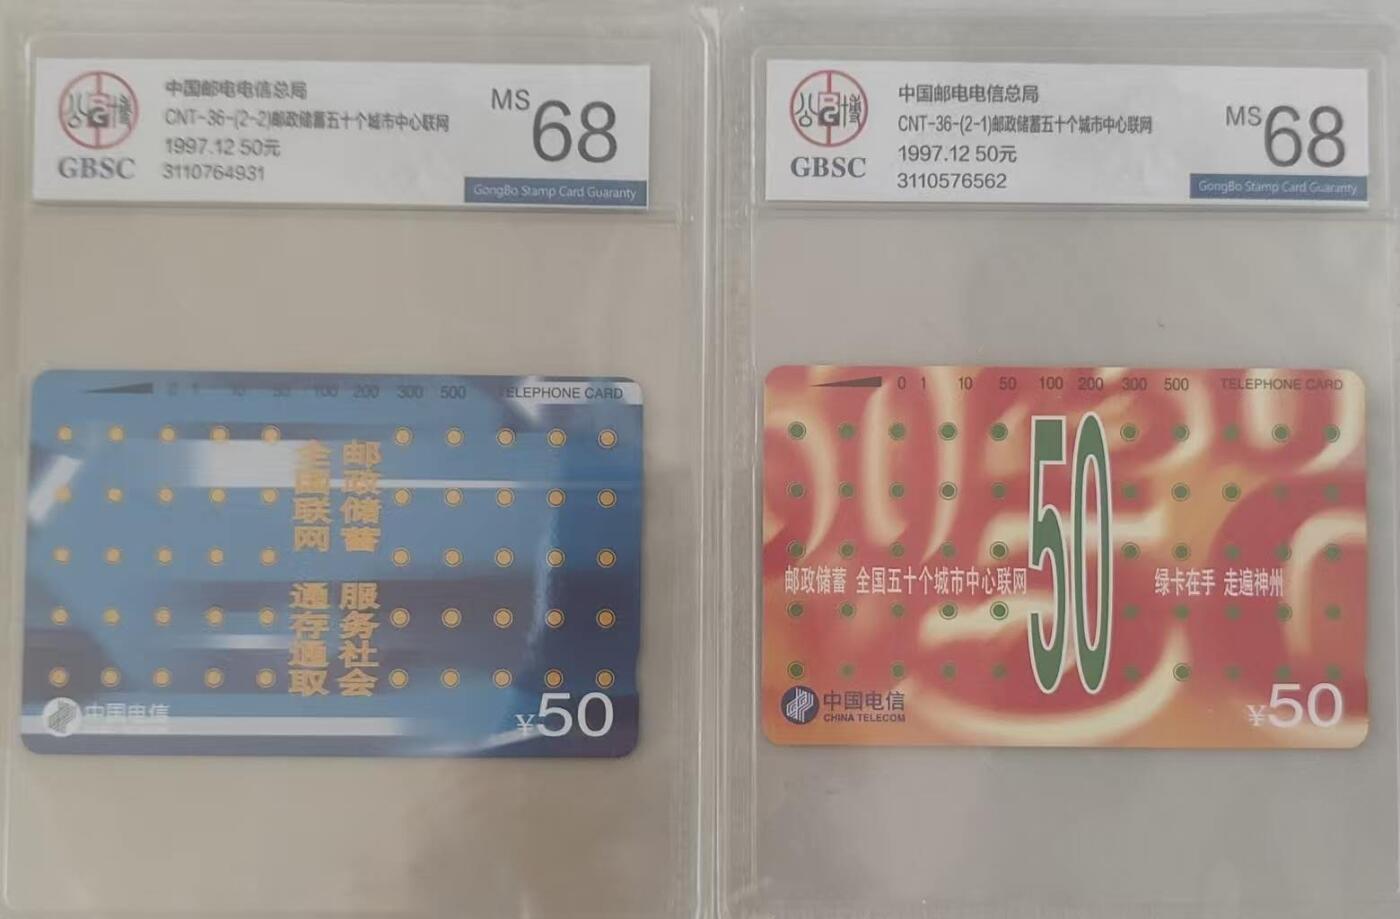 中国邮电电信总局
CNT-36-(2-2)邮政储蓄五十个城市中心联网
1997.12 50元
3110764931
MS 68
GBSC
GongBo Stamp Card Guaranty
0 1 10 50 100 200 300 500 TELEPHONE CARD
邮政储蓄 服务社会
全国联网 通存通取
中国电信
¥50
中国邮电电信总局
CNT-36-(2-1)邮政储蓄五十个城市中心联网
1997.12 50元
3110576562
MS 68
GBSC
GongBo Stamp Card Guaranty
0 1 10 50 100 200 300 500 TELEPHONE CARD
50
邮政储蓄 全国五十个城市中心联网 绿卡在手 走遍神州
中国电信
CHINA TELECOM
¥50